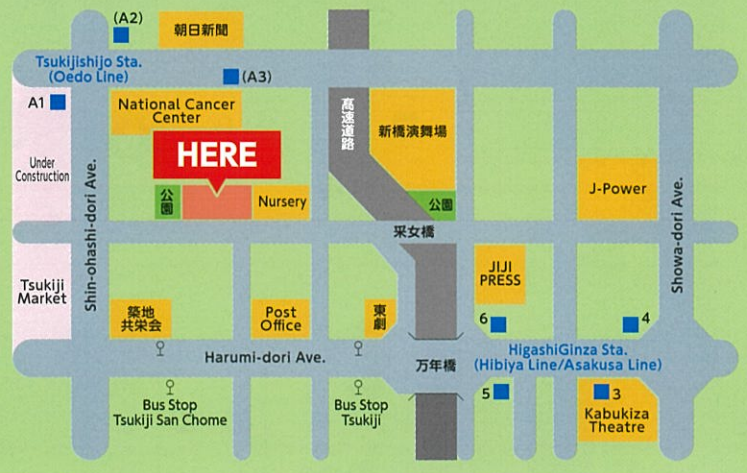 (A2)
朝日新聞
Tsukijishijo Sta.
(Oedo Line)
(A3)
A1
National Cancer
Center
高速道路
新橋演舞場
HERE
Under
Construction
Shin-ohashi-dori Ave.
公園
Nursery
公園
J-Power
Showa-dori Ave.
采女橋
Tsukiji
Market
JIJI
PRESS
築地
共栄会
Post
Office
東劇
6
4
Harumi-dori Ave.
万年橋
HigashiGinza Sta.
(Hibiya Line/Asakusa Line)
5
3
Bus Stop
Tsukiji San Chome
Bus Stop
Tsukiji
Kabukiza
Theatre